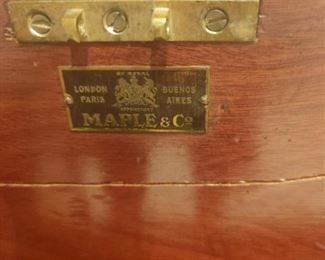 BY ROYAL
LONDON BUENOS
PARIS AIRES
APPOINTMENT
MAPLE & Co